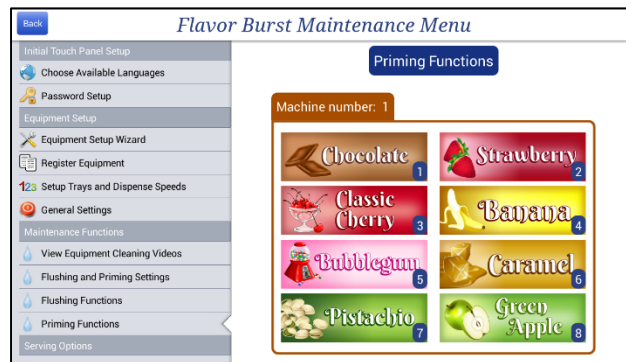 Back
Flavor Burst Maintenance Menu
Initial Touch Panel Setup
Choose Available Languages
Password Setup
Equipment Setup
Equipment Setup Wizard
Register Equipment
123 Setup Trays and Dispense Speeds
General Settings
Maintenance Functions
View Equipment Cleaning Videos
Flushing and Priming Settings
Flushing Functions
Priming Functions
Serving Options
Priming Functions
Machine number: 1
Chocolate 1
Strawberry 2
Classic
Cherry 3
Banana 4
Bubblegum 5
Caramel 6
Pistachio 7
Green
Apple 8